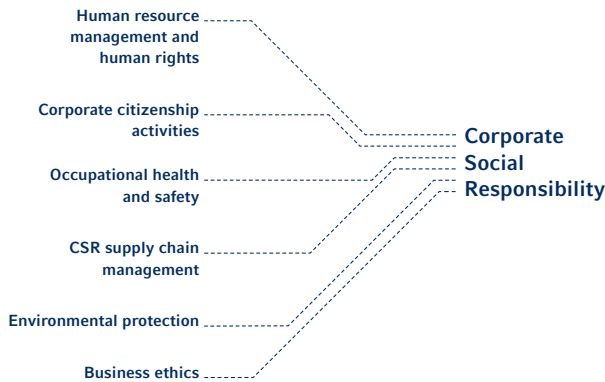 Human resource
management and
human rights
Corporate citizenship
activities
Occupational health
and safety
CSR supply chain
management
Environmental protection
Business ethics
Corporate
Social
Responsibility